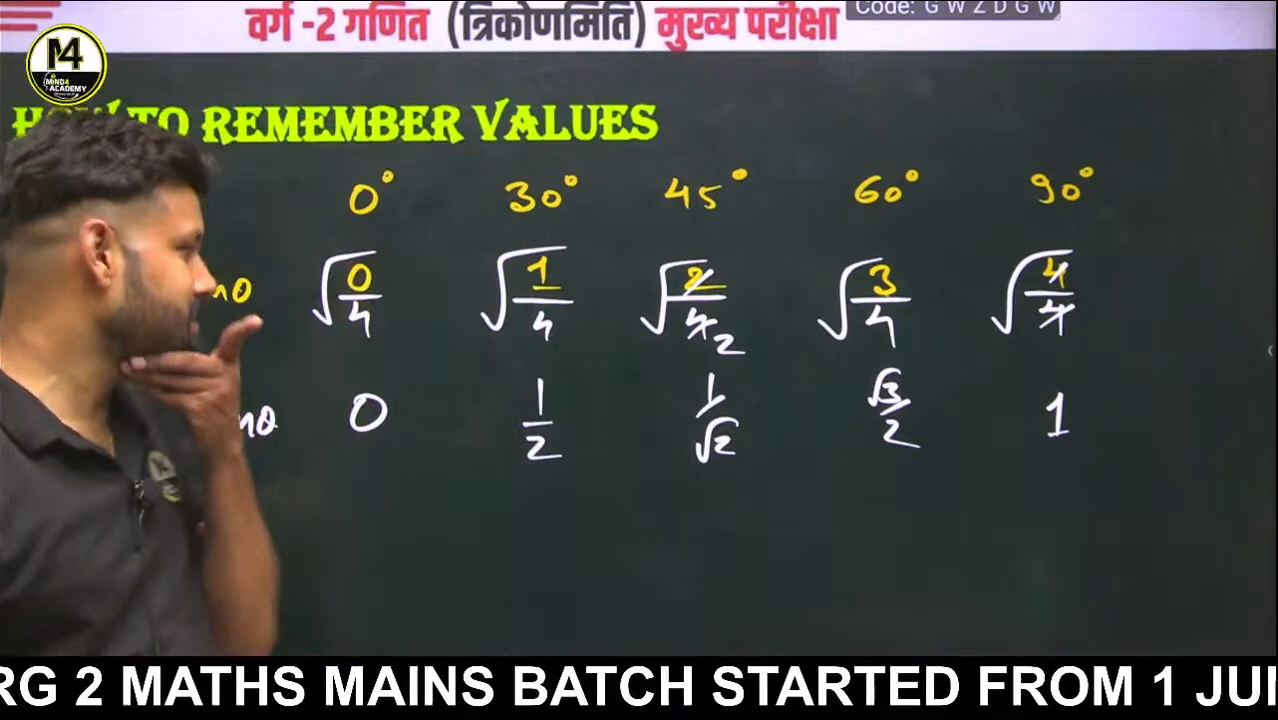 वर्ग -2 गणित (त्रिकोणमिति) मुख्य परीक्षा
Code: G W Z D G W
M4
MIND4
ACADEMY
HOW TO REMEMBER VALUES
0° 30° 45° 60° 90°
√0/4 √1/4 √2/4 2 √3/4 √4/4
0 1/2 1/√2 √3/2 1
RG 2 MATHS MAINS BATCH STARTED FROM 1 JU